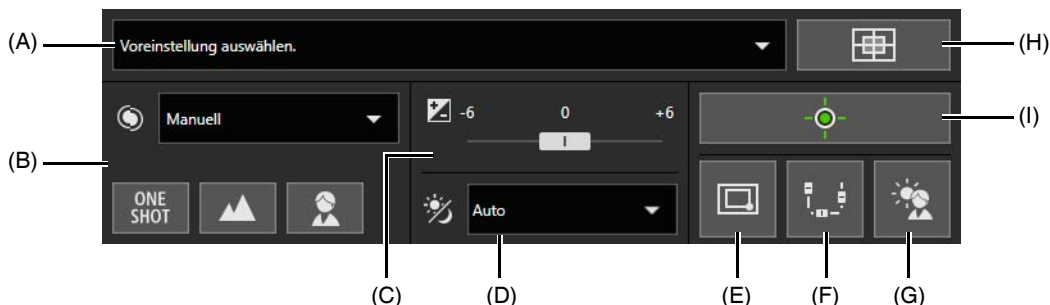 (A)
Voreinstellung auswählen.
(H)
Manuell
-6 0 +6
(I)
(B)
ONE
SHOT
Auto
(C) (D) (E) (F) (G)